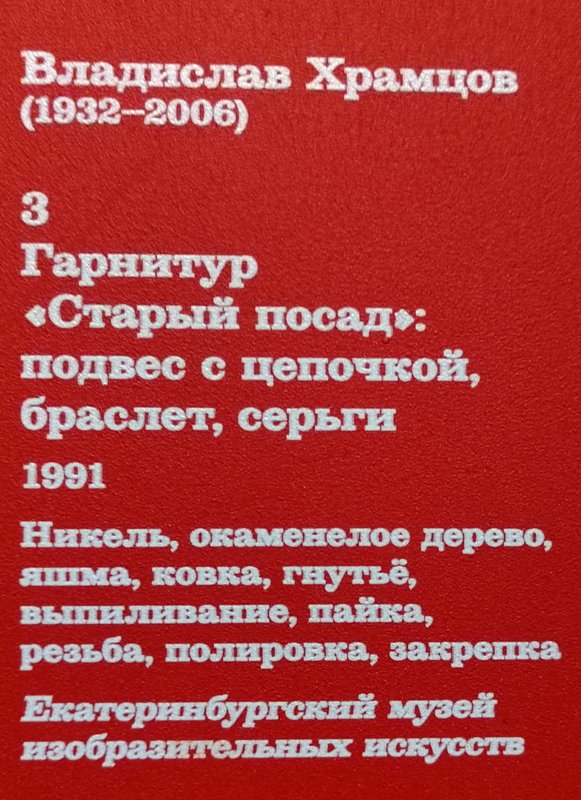 Владислав Храмцов
(1932–2006)
3
Гарнитур
«Старый посад»:
подвес с цепочкой,
браслет, серьги
1991
Никель, окаменелое дерево,
яшма, ковка, гнутьё,
выпиливание, пайка,
резьба, полировка, закрепка
Екатеринбургский музей
изобразительных искусств